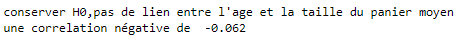 conserver H0,pas de lien entre l'age et la taille du panier moyen
une correlation négative de  -0.062